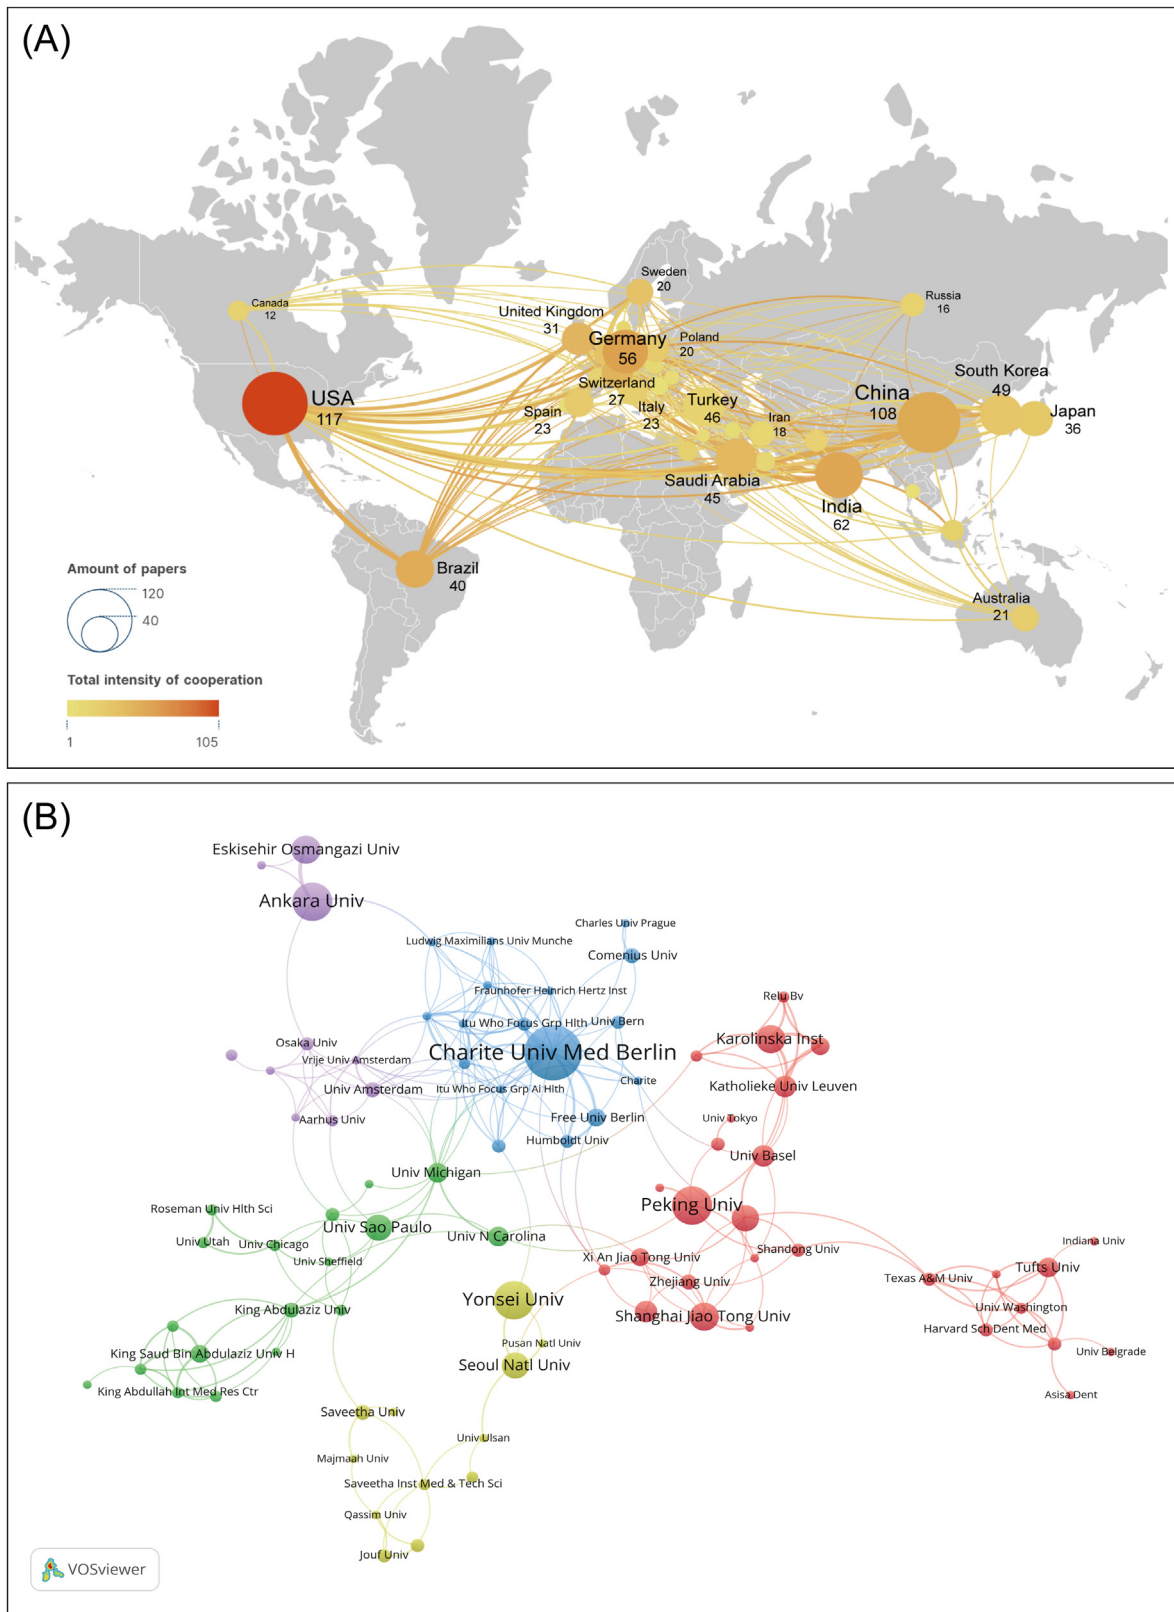 (A)
Sweden
20
Canada
12
Russia
16
United Kingdom
31
Germany
56
Poland
20
South Korea
49
Switzerland
27
China
108
USA
117
Turkey
46
Italy
23
Spain
23
Iran
18
Japan
36
Saudi Arabia
45
India
62
Brazil
40
Australia
21
Amount of papers
120
40
Total intensity of cooperation
1
105
(B)
Eskisehir Osmangazi Univ
Ankara Univ
Charles Univ Prague
Ludwig Maximilians Univ Munche
Comenius Univ
Fraunhofer Heinrich Hertz Inst
Relu Bv
Itu Who Focus Grp Hlth
Univ Bern
Karolinska Inst
Osaka Univ
Charite Univ Med Berlin
Vrije Univ Amsterdam
Univ Amsterdam
Itu Who Focus Grp Ai Hlth
Charite
Katholieke Univ Leuven
Aarhus Univ
Free Univ Berlin
Univ Tokyo
Humboldt Univ
Univ Basel
Univ Michigan
Roseman Univ Hlth Sci
Peking Univ
Univ Sao Paulo
Univ N Carolina
Univ Utah
Univ Chicago
Univ Sheffield
Xi An Jiao Tong Univ
Shandong Univ
Indiana Univ
Texas A&M Univ
Tufts Univ
Zhejiang Univ
Yonsei Univ
Univ Washington
King Abdulaziz Univ
Shanghai Jiao Tong Univ
Harvard Sch Dent Med
Pusan Natl Univ
King Saud Bin Abdulaziz Univ H
Seoul Natl Univ
Univ Belgrade
King Abdullah Int Med Res Ctr
Asisa Dent
Saveetha Univ
Univ Ulsan
Majmaah Univ
Saveetha Inst Med & Tech Sci
Qassim Univ
Jouf Univ
VOSviewer